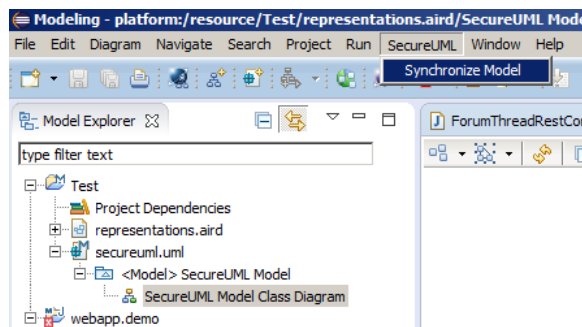 Modeling - platform:/resource/Test/representations.aird/SecureUML Mod
File Edit Diagram Navigate Search Project Run SecureUML Window Help
Synchronize Model
Model Explorer
ForumThreadRestCo
type filter text
Test
Project Dependencies
representations.aird
secureuml.uml
<Model> SecureUML Model
SecureUML Model Class Diagram
webapp.demo